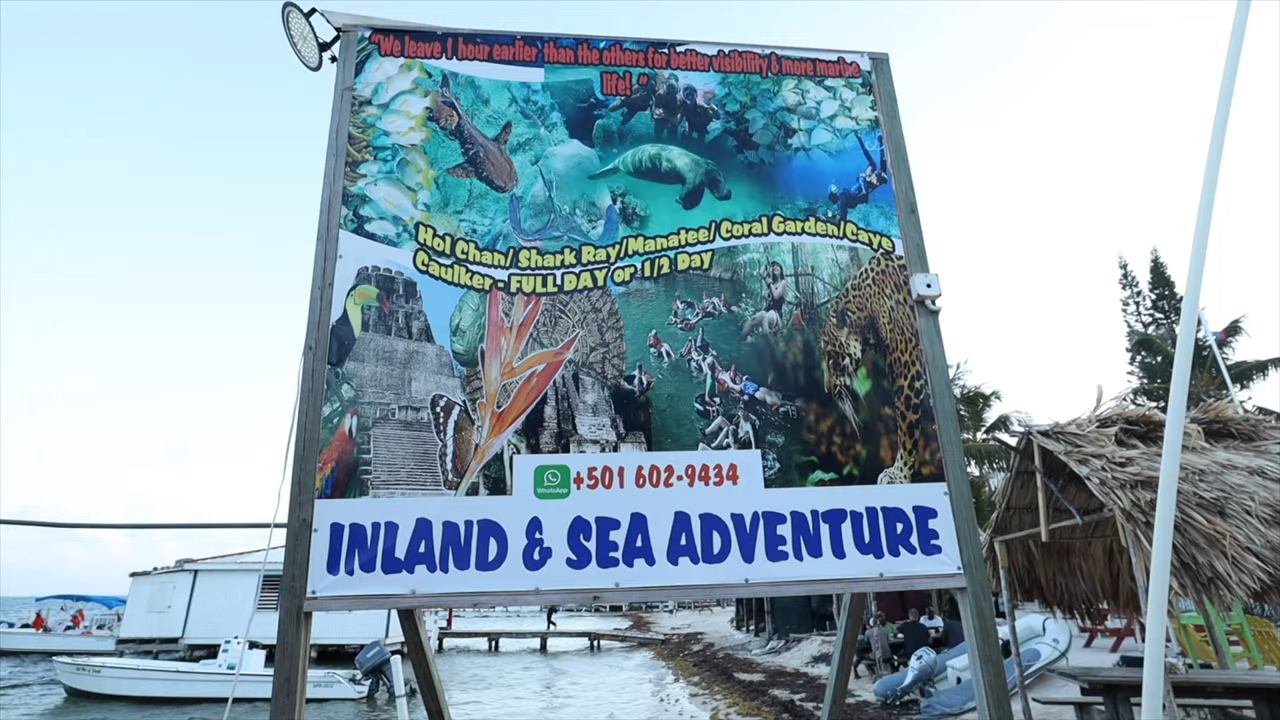 "We leave 1 hour earlier than the others for better visibility & more marine
life! "
Hol Chan/ Shark Ray/Manatee/ Coral Garden/Caye
Caulker - FULL DAY or 1/2 Day
WhatsApp
+501 602-9434
INLAND & SEA ADVENTURE